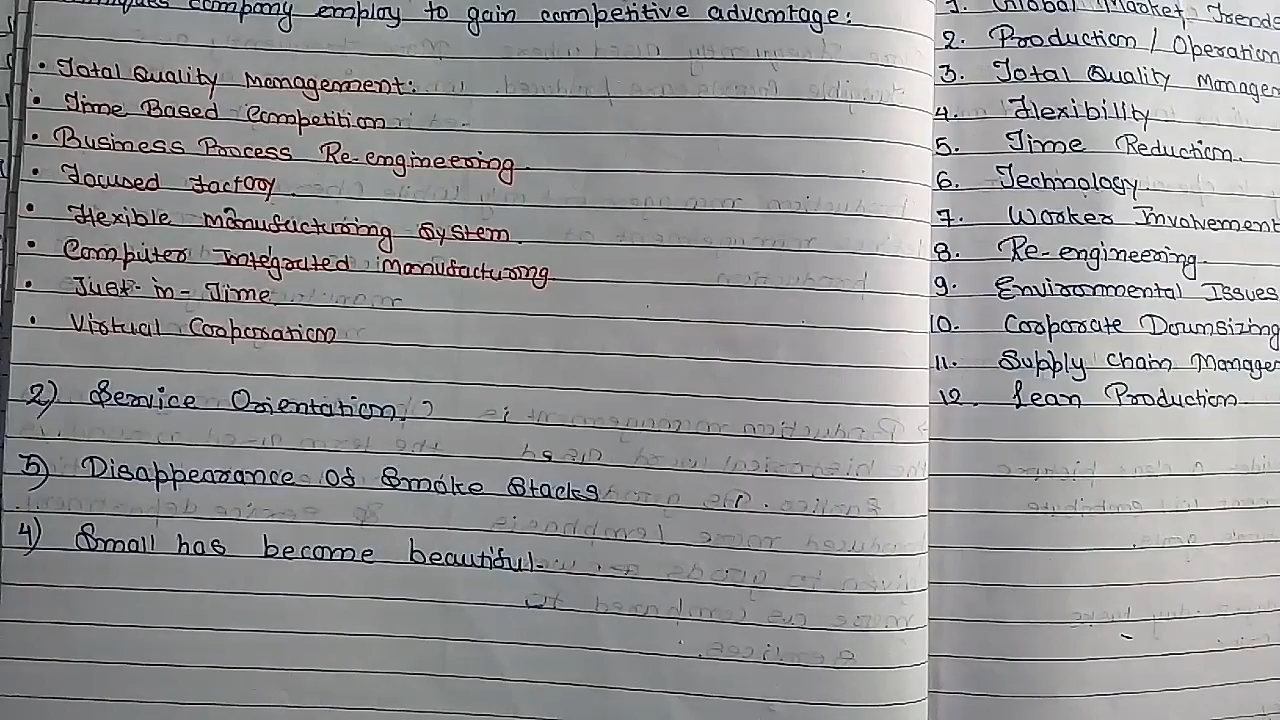 company employ to gain competitive advantage:
• Total Quality Management:
• Time Based Competition
• Business Process Re-engineering
• Focused factory
• Flexible Manufacturing System
• Computer Integrated Manufacturing
• Just-in-Time
• Virtual Corporation
2) Service Orientation
3) Disappearance of Smoke Stacks
4) Small has become beautiful
1. Global Market Trends
2. Production / Operation
3. Total Quality Manage
4. Flexibility
5. Time Reduction.
6. Technology
7. Worker Involvement
8. Re-engineering
9. Environmental Issues
10. Corporate Downsizing
11. Supply Chain Manage
12. Lean Production